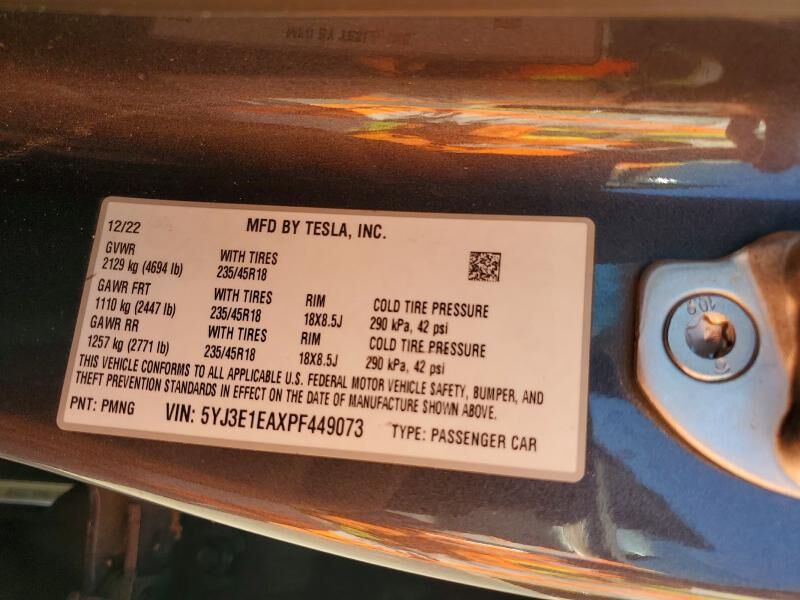 12/22 MFD BY TESLA, INC.
GVWR WITH TIRES
2129 kg (4694 lb) 235/45R18
GAWR FRT WITH TIRES RIM COLD TIRE PRESSURE
1110 kg (2447 lb) 235/45R18 18X8.5J 290 kPa, 42 psi
GAWR RR WITH TIRES RIM COLD TIRE PRESSURE
1257 kg (2771 lb) 235/45R18 18X8.5J 290 kPa, 42 psi
THIS VEHICLE CONFORMS TO ALL APPLICABLE U.S. FEDERAL MOTOR VEHICLE SAFETY, BUMPER, AND
THEFT PREVENTION STANDARDS IN EFFECT ON THE DATE OF MANUFACTURE SHOWN ABOVE.
PNT: PMNG VIN: 5YJ3E1EAXPF449073 TYPE: PASSENGER CAR
10.9